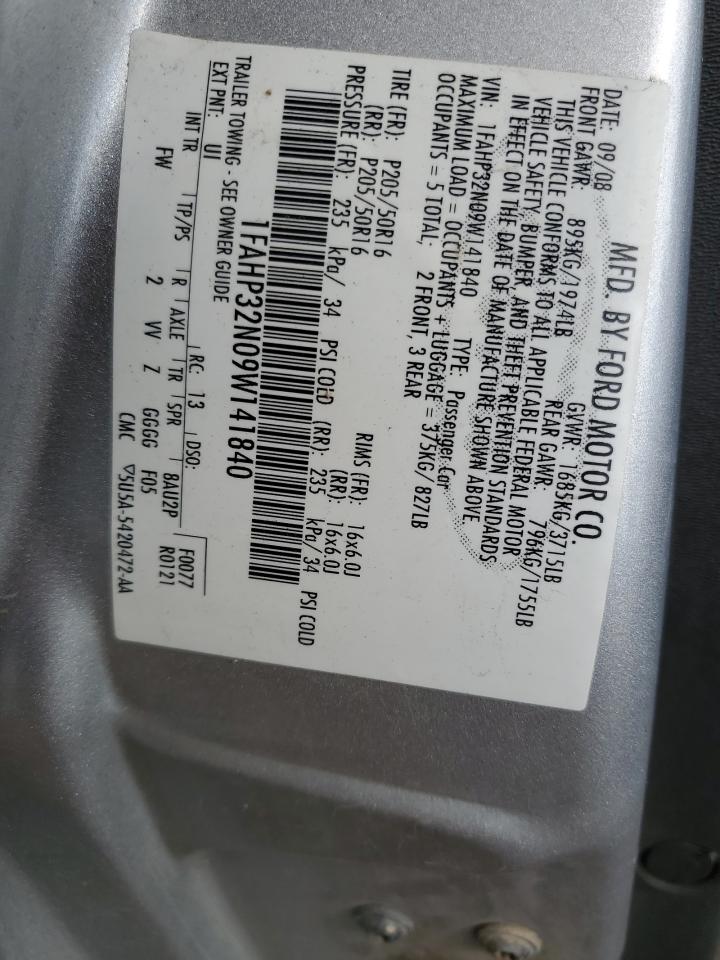 MFD. BY FORD MOTOR CO.
DATE: 09/08 GVWR: 1685KG/3715LB
FRONT GAWR: 895KG/1974LB REAR GAWR: 796KG/1755LB
THIS VEHICLE CONFORMS TO ALL APPLICABLE FEDERAL MOTOR
VEHICLE SAFETY, BUMPER, AND THEFT PREVENTION STANDARDS
IN EFFECT ON THE DATE OF MANUFACTURE SHOWN ABOVE
VIN: 1FAHP32N09W141840 TYPE: Passenger Car
MAXIMUM LOAD = OCCUPANTS + LUGGAGE = 375KG/ 827LB
OCCUPANTS = 5 TOTAL, 2 FRONT, 3 REAR
TIRE (FR): P205/50R16 RIMS (FR): 16x6.0J
(RR): P205/50R16 (RR): 16x6.0J
PRESSURE (FR): 235 kPa/ 34 PSI COLD (RR): 235 kPa/ 34 PSI COLD
1FAHP32N09W141840
TRAILER TOWING - SEE OWNER GUIDE
EXT PNT: UI RC: 13 DSO: F0077
INT TR TP/PS R AXLE TR SPR 8AU2P R0121
FW 2 VV Z GGGG F05
CMC ▽5U5A-5420472-AA